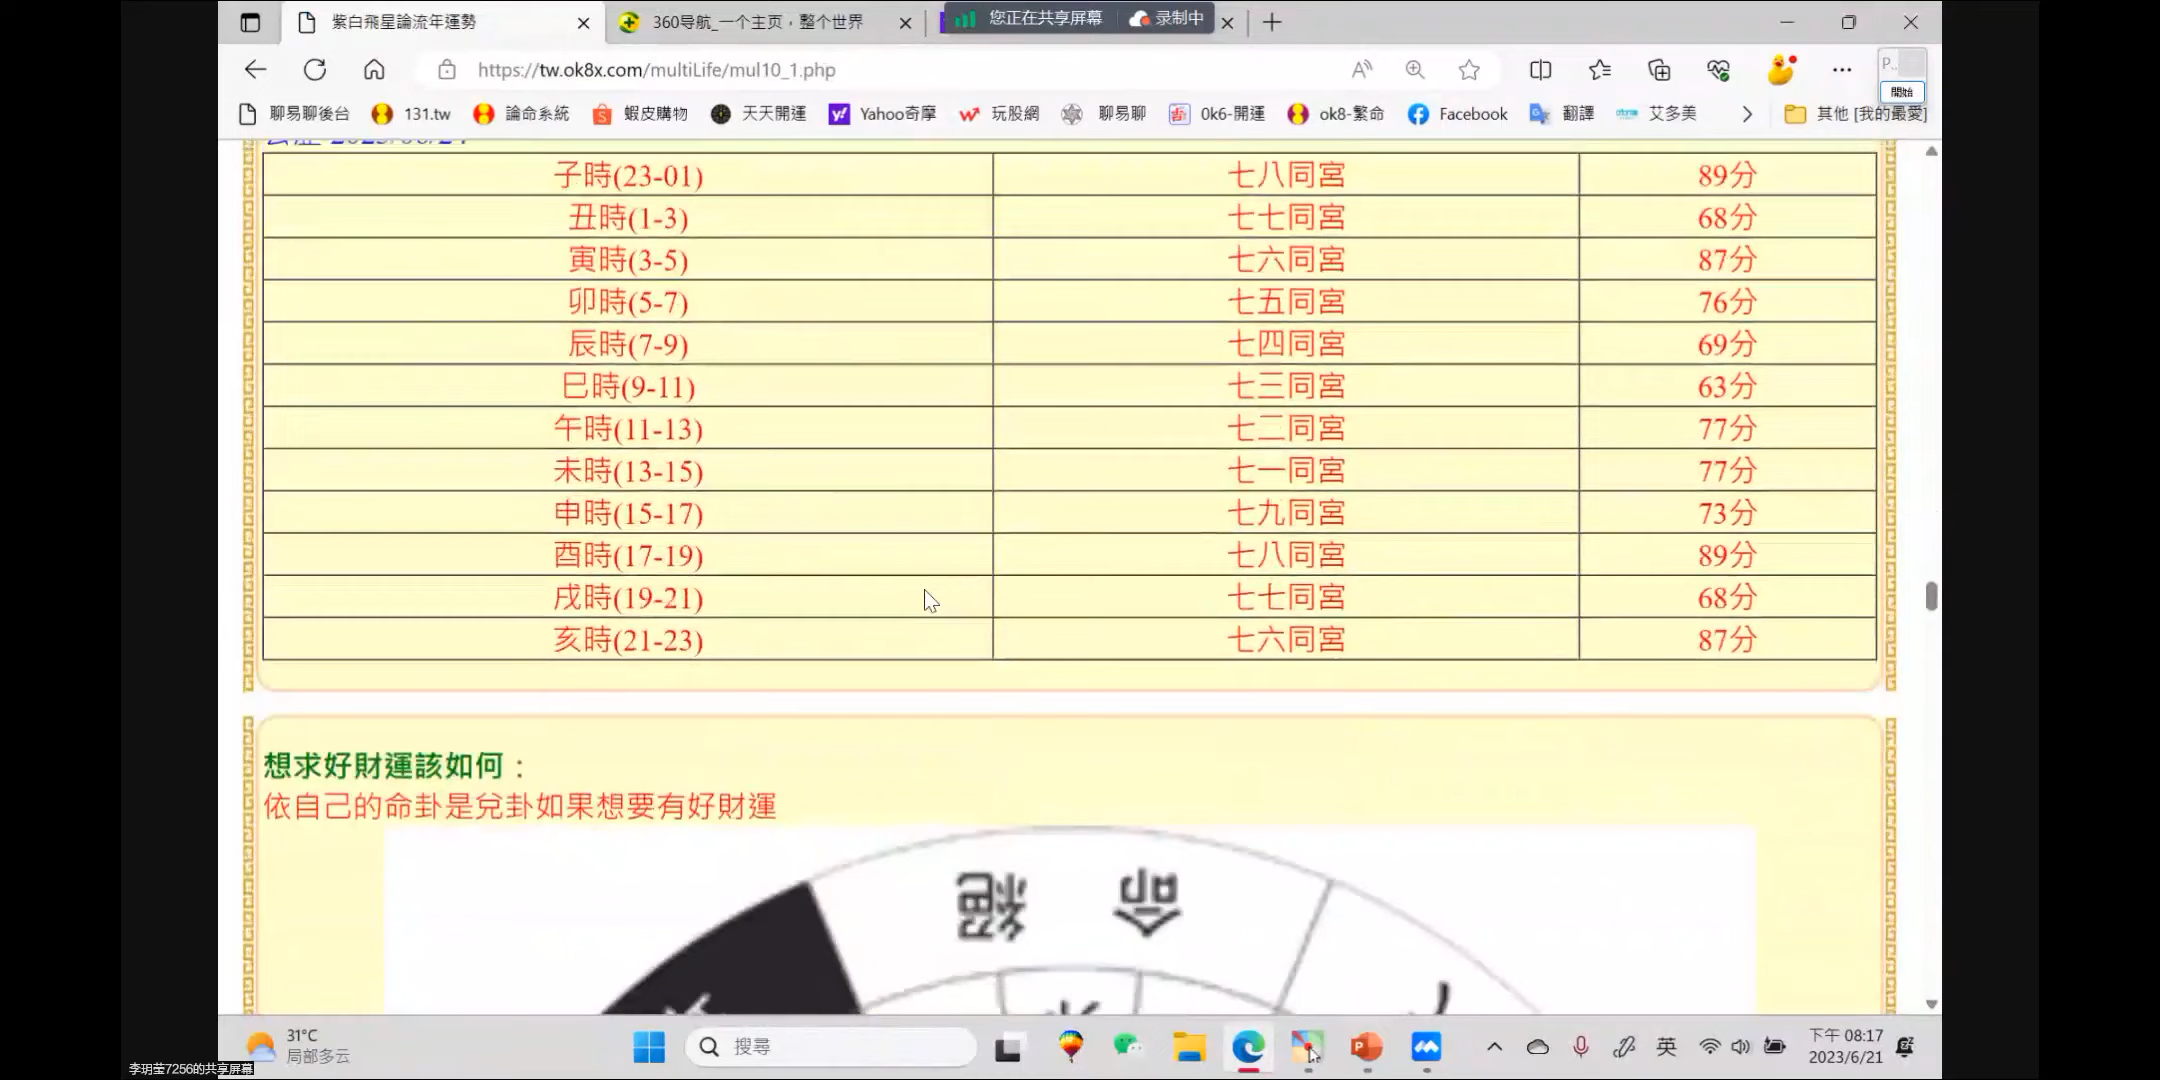 紫白飛星論流年運勢
360导航_一个主页，整个世界
您正在共享屏幕
录制中
https://tw.ok8x.com/multiLife/mul10_1.php
開始
聊易聊後台
131.tw
論命系統
蝦皮購物
天天開運
Yahoo奇摩
玩股網
聊易聊
0k6-開運
ok8-繁命
Facebook
翻譯
艾多美
其他 [我的最愛]
子時(23-01) 七八同宮 89分
丑時(1-3) 七七同宮 68分
寅時(3-5) 七六同宮 87分
卯時(5-7) 七五同宮 76分
辰時(7-9) 七四同宮 69分
巳時(9-11) 七三同宮 63分
午時(11-13) 七二同宮 77分
未時(13-15) 七一同宮 77分
申時(15-17) 七九同宮 73分
酉時(17-19) 七八同宮 89分
戌時(19-21) 七七同宮 68分
亥時(21-23) 七六同宮 87分
想求好財運該如何：
依自己的命卦是兌卦如果想要有好財運
絕 命
31°C
局部多云
搜尋
英
下午 08:17
2023/6/21
李玥莹7256的共享屏幕